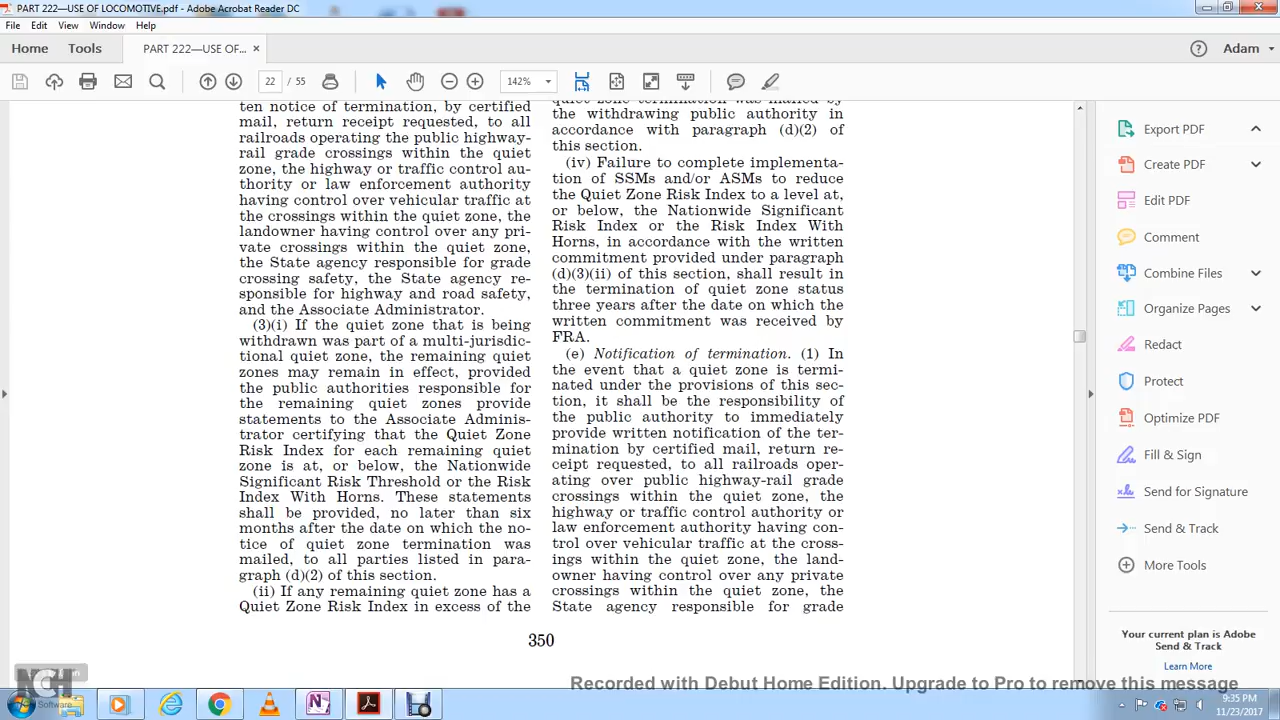 PART 222—USE OF LOCOMOTIVE.pdf - Adobe Acrobat Reader DC
File Edit View Window Help
Home Tools PART 222—USE OF... × Adam
22 / 55 142%
ten notice of termination, by certified
mail, return receipt requested, to all
railroads operating the public highway-
rail grade crossings within the quiet
zone, the highway or traffic control au-
thority or law enforcement authority
having control over vehicular traffic at
the crossings within the quiet zone, the
landowner having control over any pri-
vate crossings within the quiet zone,
the State agency responsible for grade
crossing safety, the State agency re-
sponsible for highway and road safety,
and the Associate Administrator.
(3)(i) If the quiet zone that is being
withdrawn was part of a multi-jurisdic-
tional quiet zone, the remaining quiet
zones may remain in effect, provided
the public authorities responsible for
the remaining quiet zones provide
statements to the Associate Adminis-
trator certifying that the Quiet Zone
Risk Index for each remaining quiet
zone is at, or below, the Nationwide
Significant Risk Threshold or the Risk
Index With Horns. These statements
shall be provided, no later than six
months after the date on which the no-
tice of quiet zone termination was
mailed, to all parties listed in para-
graph (d)(2) of this section.
(ii) If any remaining quiet zone has a
Quiet Zone Risk Index in excess of the
quiet zone termination was mailed by
the withdrawing public authority in
accordance with paragraph (d)(2) of
this section.
(iv) Failure to complete implementa-
tion of SSMs and/or ASMs to reduce
the Quiet Zone Risk Index to a level at,
or below, the Nationwide Significant
Risk Index or the Risk Index With
Horns, in accordance with the written
commitment provided under paragraph
(d)(3)(ii) of this section, shall result in
the termination of quiet zone status
three years after the date on which the
written commitment was received by
FRA.
(e) Notification of termination. (1) In
the event that a quiet zone is termi-
nated under the provisions of this sec-
tion, it shall be the responsibility of
the public authority to immediately
provide written notification of the ter-
mination by certified mail, return re-
ceipt requested, to all railroads oper-
ating over public highway-rail grade
crossings within the quiet zone, the
highway or traffic control authority or
law enforcement authority having con-
trol over vehicular traffic at the cross-
ings within the quiet zone, the land-
owner having control over any private
crossings within the quiet zone, the
State agency responsible for grade
350
Export PDF
Create PDF
Edit PDF
Comment
Combine Files
Organize Pages
Redact
Protect
Optimize PDF
Fill & Sign
Send for Signature
Send & Track
More Tools
Your current plan is Adobe
Send & Track
Learn More
NCH
Software
Recorded with Debut Home Edition. Upgrade to Pro to remove this message
9:35 PM
11/23/2017